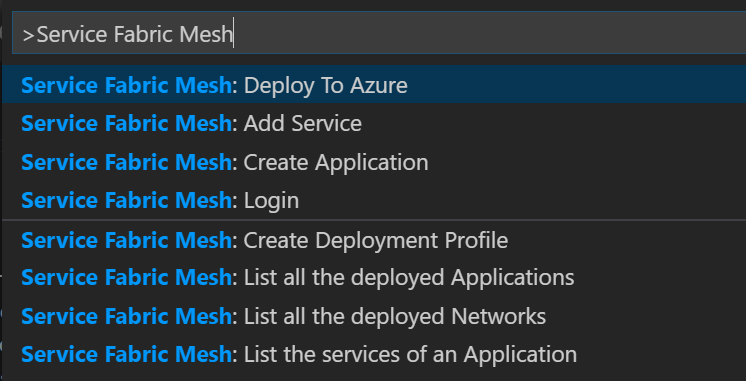 >Service Fabric Mesh
Service Fabric Mesh: Deploy To Azure
Service Fabric Mesh: Add Service
Service Fabric Mesh: Create Application
Service Fabric Mesh: Login
Service Fabric Mesh: Create Deployment Profile
Service Fabric Mesh: List all the deployed Applications
Service Fabric Mesh: List all the deployed Networks
Service Fabric Mesh: List the services of an Application